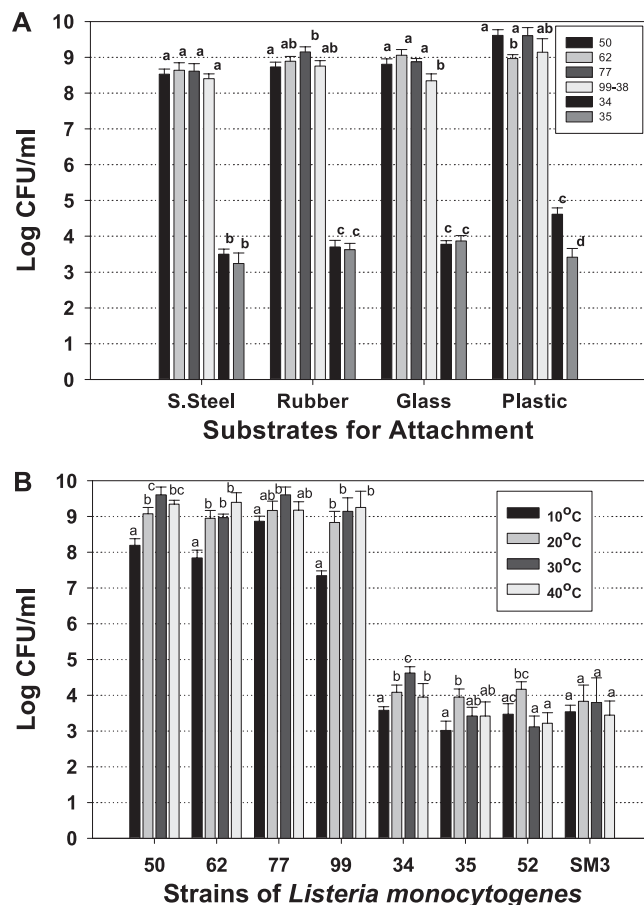 A
Log CFU/ml
10
9
8
7
6
5
4
3
2
1
0
a a a a b b
a ab b ab c c
a a a b c c
a b a ab c d
50
62
77
99-38
34
35
S.Steel Rubber Glass Plastic
Substrates for Attachment
B
Log CFU/ml
10
9
8
7
6
5
4
3
2
1
0
a b c bc
a b b b
a ab b ab
a b b b
a b c b
a b ab ab
ac bc a a
a a a a
10°C
20°C
30°C
40°C
50 62 77 99 34 35 52 SM3
Strains of Listeria monocytogenes